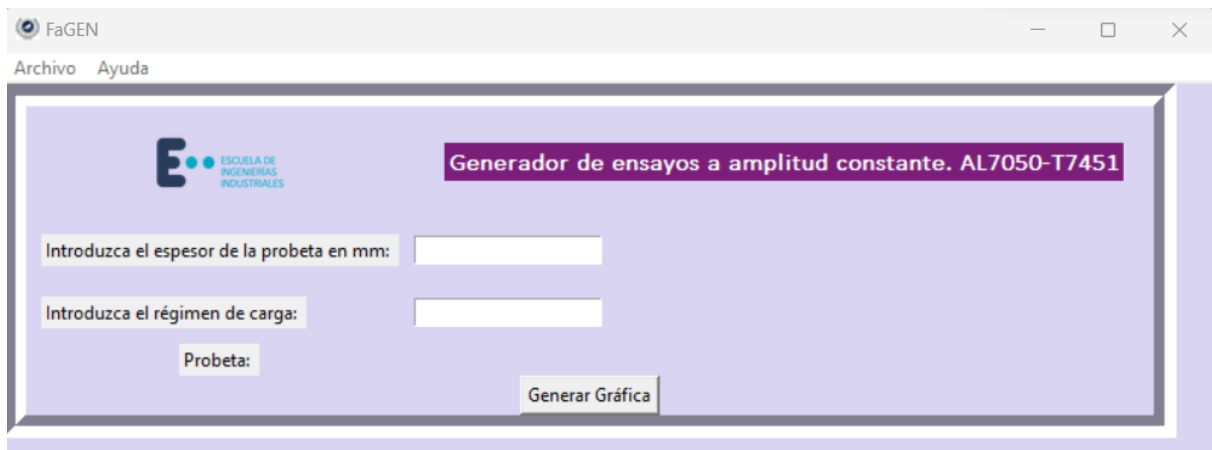 FaGEN
Archivo Ayuda
ESCUELA DE
INGENIERÍAS
INDUSTRIALES
Generador de ensayos a amplitud constante. AL7050-T7451
Introduzca el espesor de la probeta en mm:
Introduzca el régimen de carga:
Probeta:
Generar Gráfica